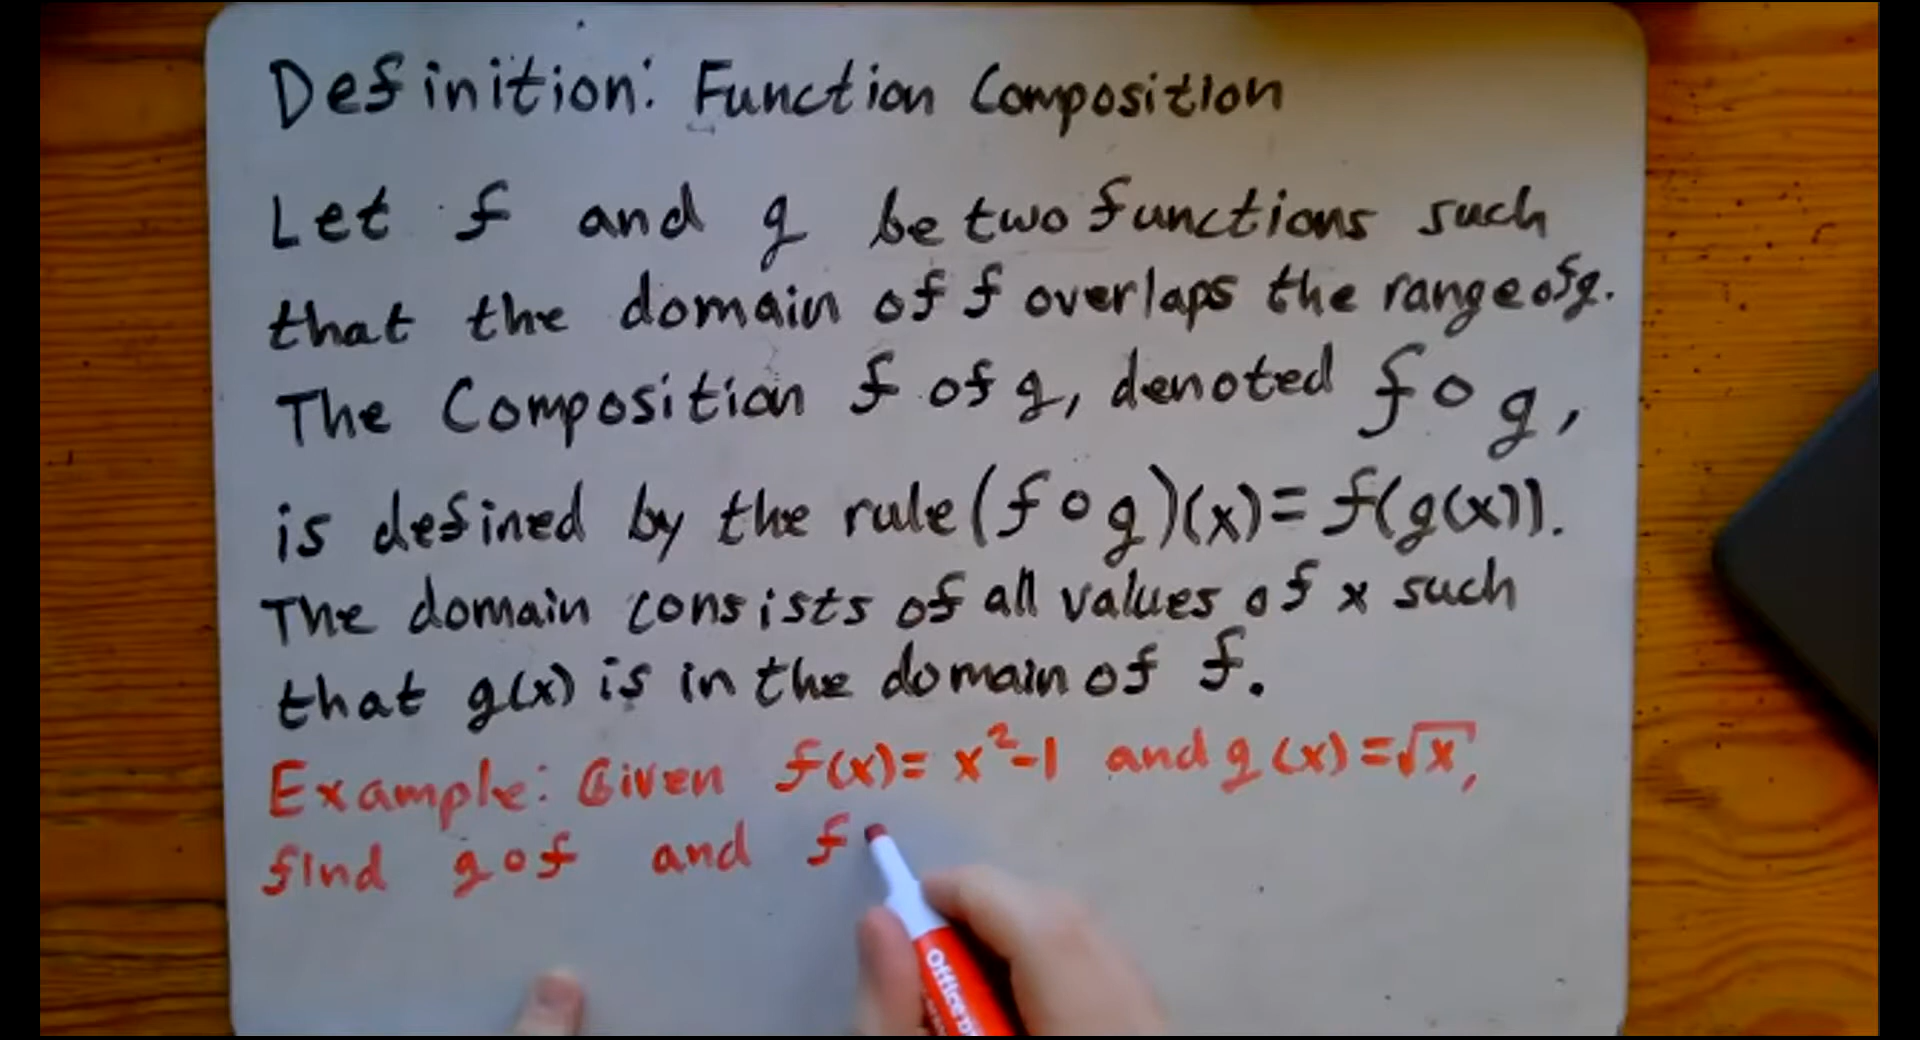 Definition: Function Composition
Let f and g be two functions such
that the domain of f overlaps the range of g.
The Composition f of g, denoted f ∘ g,
is defined by the rule (f ∘ g)(x) = f(g(x)).
The domain consists of all values of x such
that g(x) is in the domain of f.
Example: Given f(x) = x² - 1 and g(x) = √x,
find g ∘ f and f
Office D